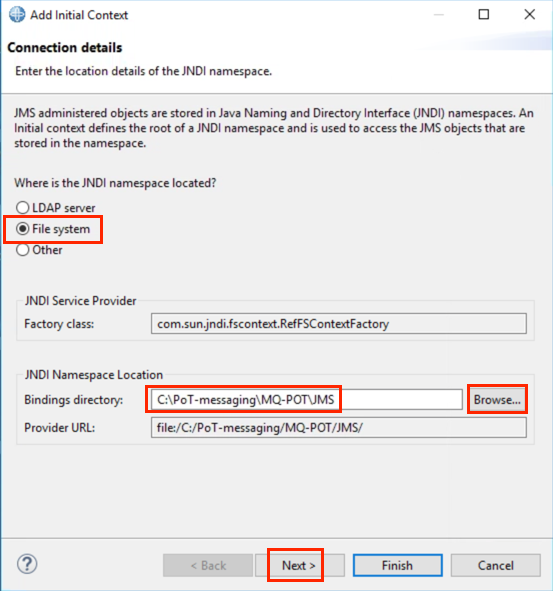 Add Initial Context
Connection details
Enter the location details of the JNDI namespace.
JMS administered objects are stored in Java Naming and Directory Interface (JNDI) namespaces. An
Initial context defines the root of a JNDI namespace and is used to access the JMS objects that are
stored in the namespace.
Where is the JNDI namespace located?
LDAP server
File system
Other
JNDI Service Provider
Factory class: com.sun.jndi.fscontext.RefFSContextFactory
JNDI Namespace Location
Bindings directory: C:\PoT-messaging\MQ-POT\JMS Browse...
Provider URL: file:/C:/PoT-messaging/MQ-POT/JMS/
? < Back Next > Finish Cancel